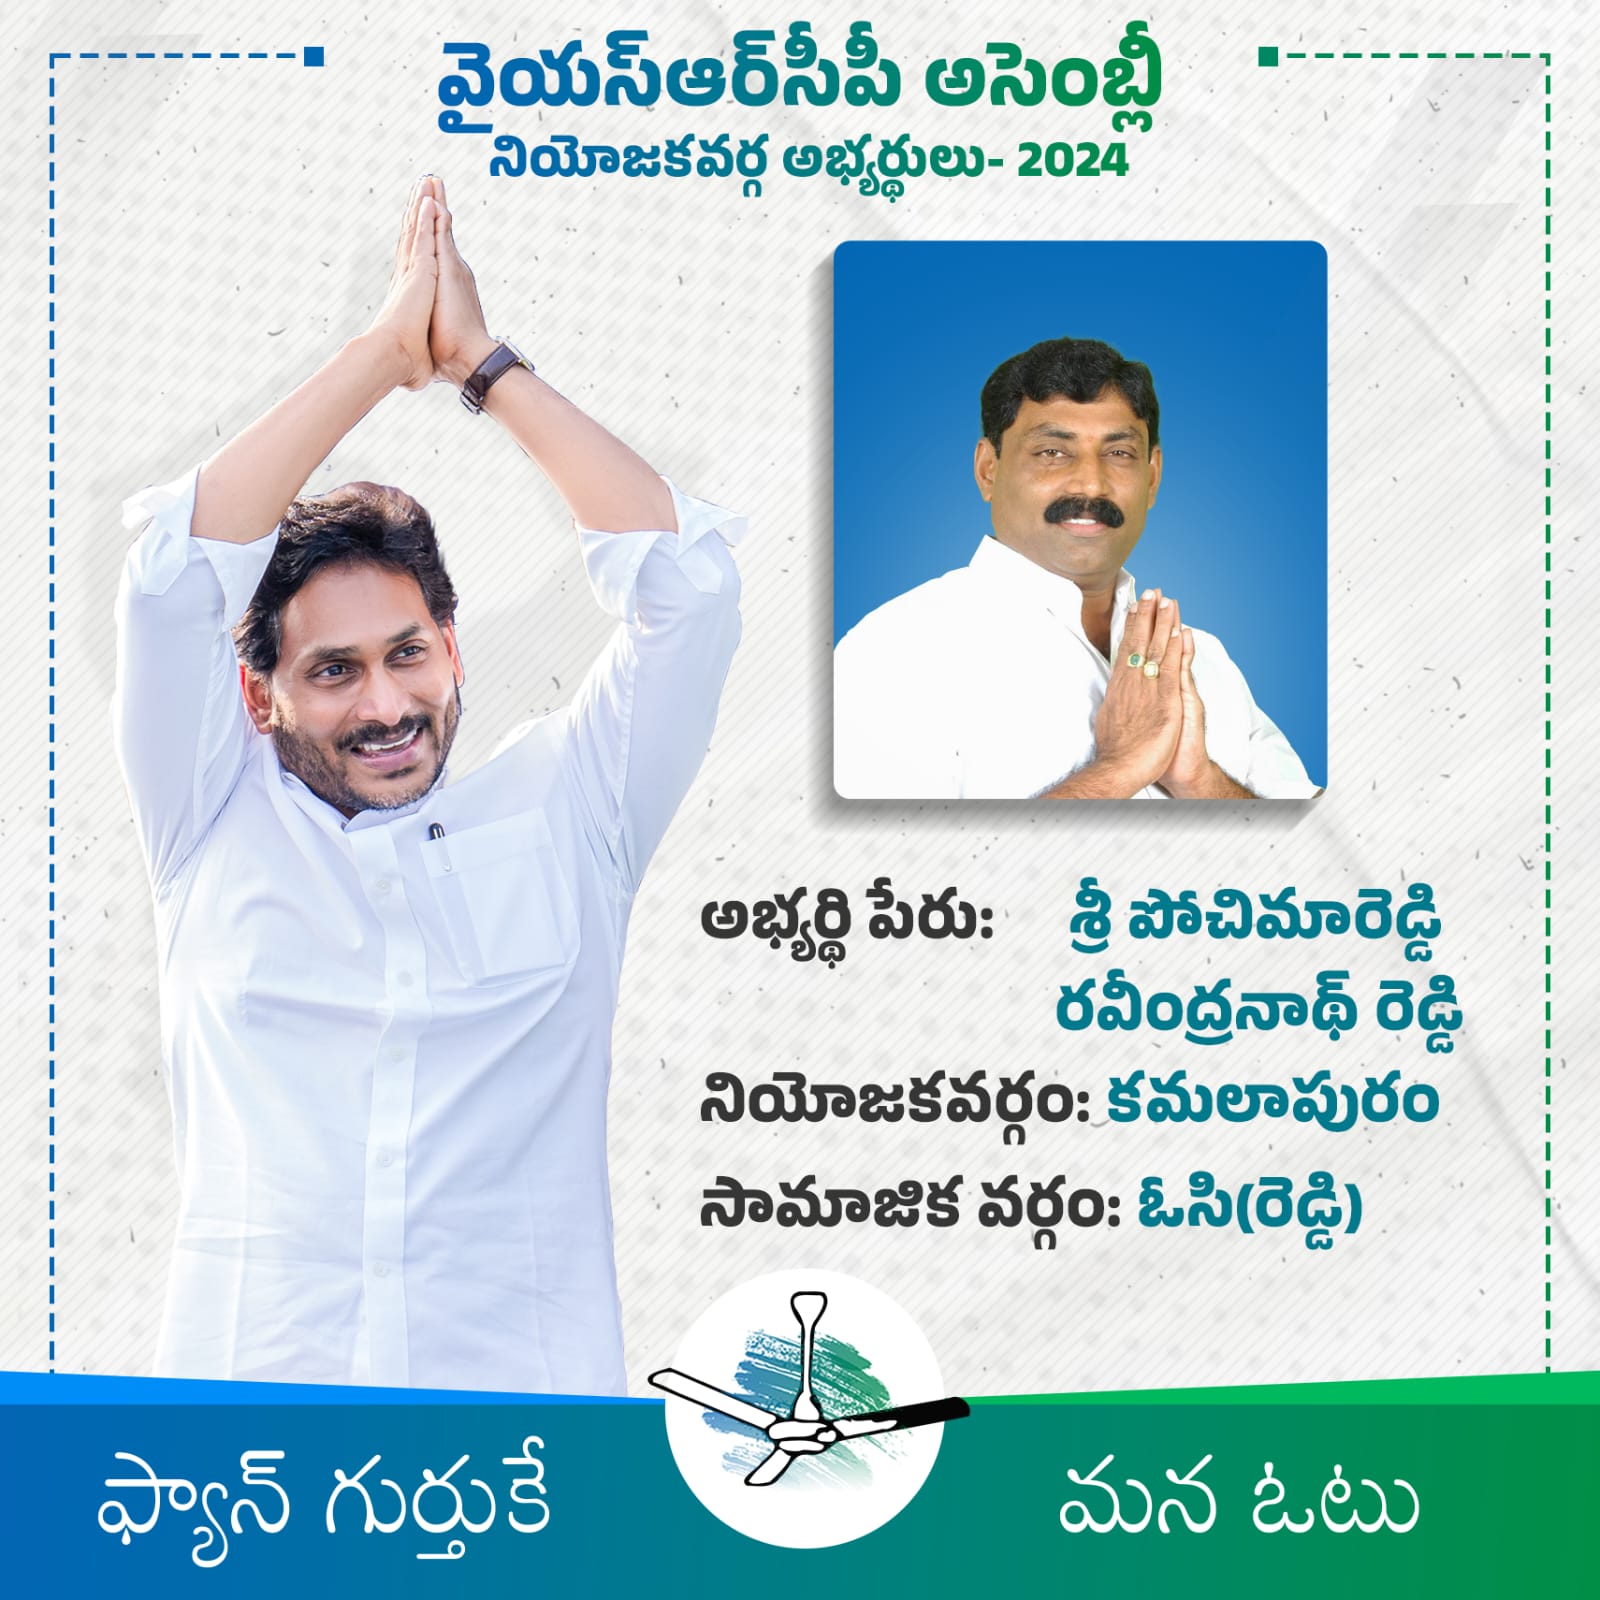 వైయస్ఆర్‌సీపీ అసెంబ్లీ
నియోజకవర్గ అభ్యర్థులు- 2024
అభ్యర్థి పేరు: శ్రీ పోచిమారెడ్డి
రవీంద్రనాథ్ రెడ్డి
నియోజకవర్గం: కమలాపురం
సామాజిక వర్గం: ఓసి(రెడ్డి)
ఫ్యాన్ గుర్తుకే మన ఓటు